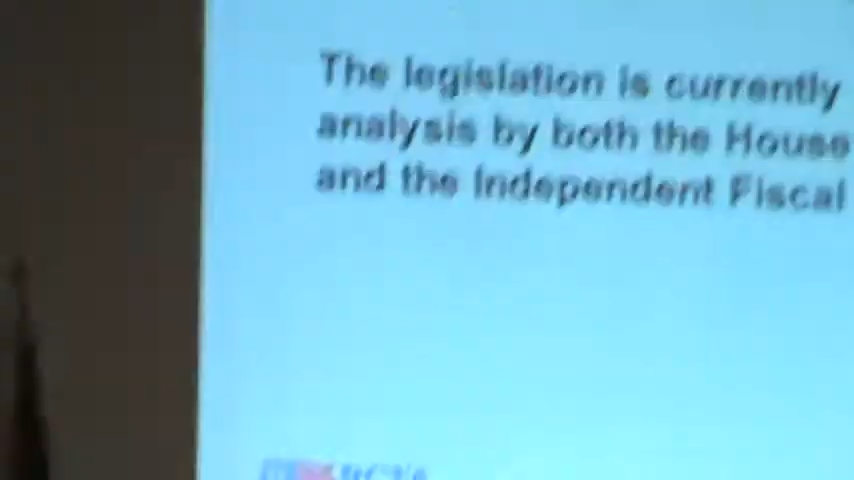 The legislation is currently
analysis by both the House
and the Independent Fiscal